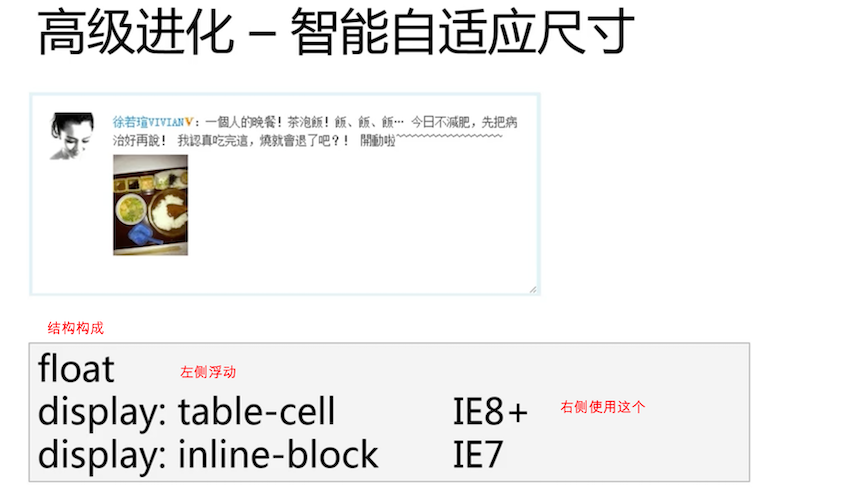 高级进化 – 智能自适应尺寸
徐若瑄VIVIANV：一個人的晚餐！茶泡飯！飯、飯、飯… 今日不減肥，先把病
治好再說！ 我認真吃完這，燒就會退了吧？！ 開動啦~~~~~~~~~~~~~~~~
结构构成
float 左侧浮动
display: table-cell IE8+ 右侧使用这个
display: inline-block IE7